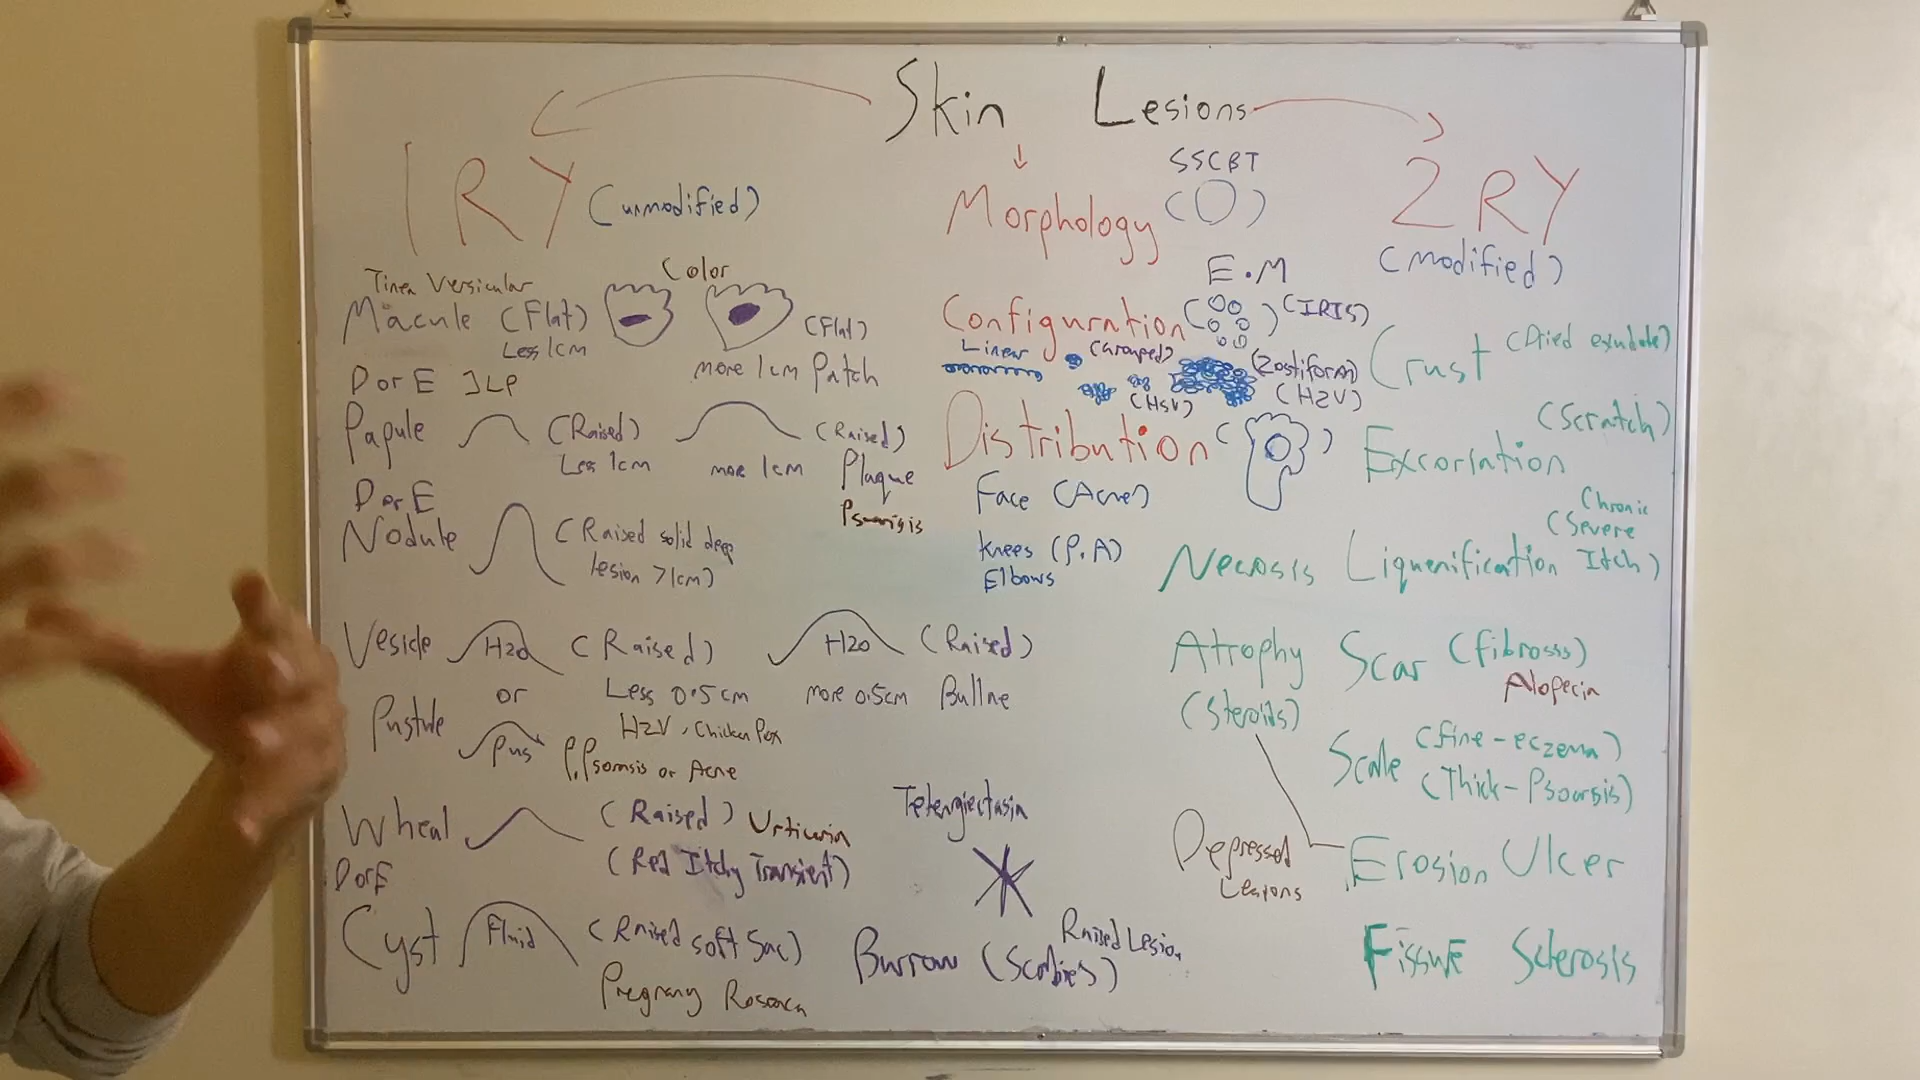 Skin Lesions
1RY (unmodified)
Tinea Versicular
Color
Macule (Flat)
Less 1cm
(Flat)
more 1cm Patch
D or E JLP
Papule (Raised)
Less 1cm
more 1cm
(Raised)
Plaque
D or E
Nodule (Raised solid deep
lesion >1cm)
Vesicle H20 (Raised)
Less 0.5cm
H20 (Raised)
more 0.5cm Bullae
or
HZV, Chicken Pox
Pustule Pus P,Psoriasis or Acne
Wheal (Raised) Urticaria
(Red Itchy Transient)
D or E
Cyst Fluid (Raised soft Sac)
Pregnancy Rosacea
SSCBT
Morphology
E.M
Configuration (IRIS)
Linear
(Grouped)
(Zostiform)
(HSV)
(HZV)
Distribution
Face (Acne)
Knees (P,A)
Elbows
Telengiectasia
Burrow (Scabies)
Raised Lesion
2RY
(modified)
Crust (Dried exudate)
(Scratch)
Excoriation
Chronic
(Severe
Necrosis Liquenification Itch)
Atrophy
(Steroids)
Scar (fibrosis)
Alopecia
(fine-eczema)
Scale
(Thick-Psoarsis)
Depressed
Lesions
Erosion Ulcer
Fissure Sclerosis